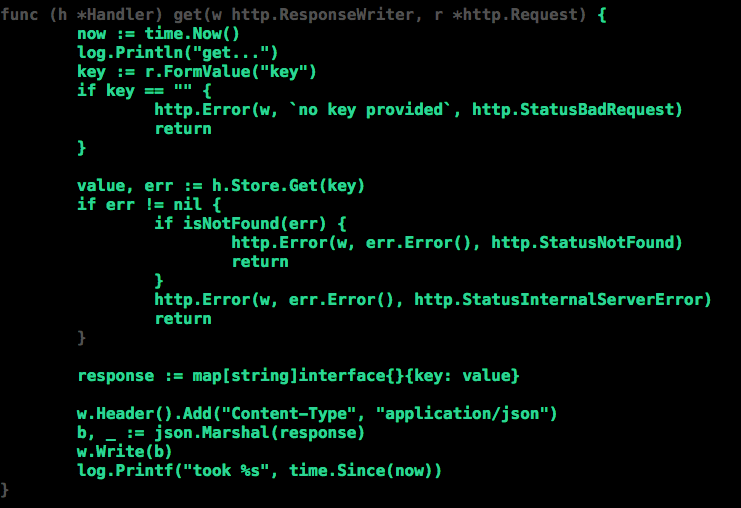 func (h *Handler) get(w http.ResponseWriter, r *http.Request) {
        now := time.Now()
        log.Println("get...")
        key := r.FormValue("key")
        if key == "" {
                http.Error(w, `no key provided`, http.StatusBadRequest)
                return
        }

        value, err := h.Store.Get(key)
        if err != nil {
                if isNotFound(err) {
                        http.Error(w, err.Error(), http.StatusNotFound)
                        return
                }
                http.Error(w, err.Error(), http.StatusInternalServerError)
                return
        }

        response := map[string]interface{}{key: value}

        w.Header().Add("Content-Type", "application/json")
        b, _ := json.Marshal(response)
        w.Write(b)
        log.Printf("took %s", time.Since(now))
}